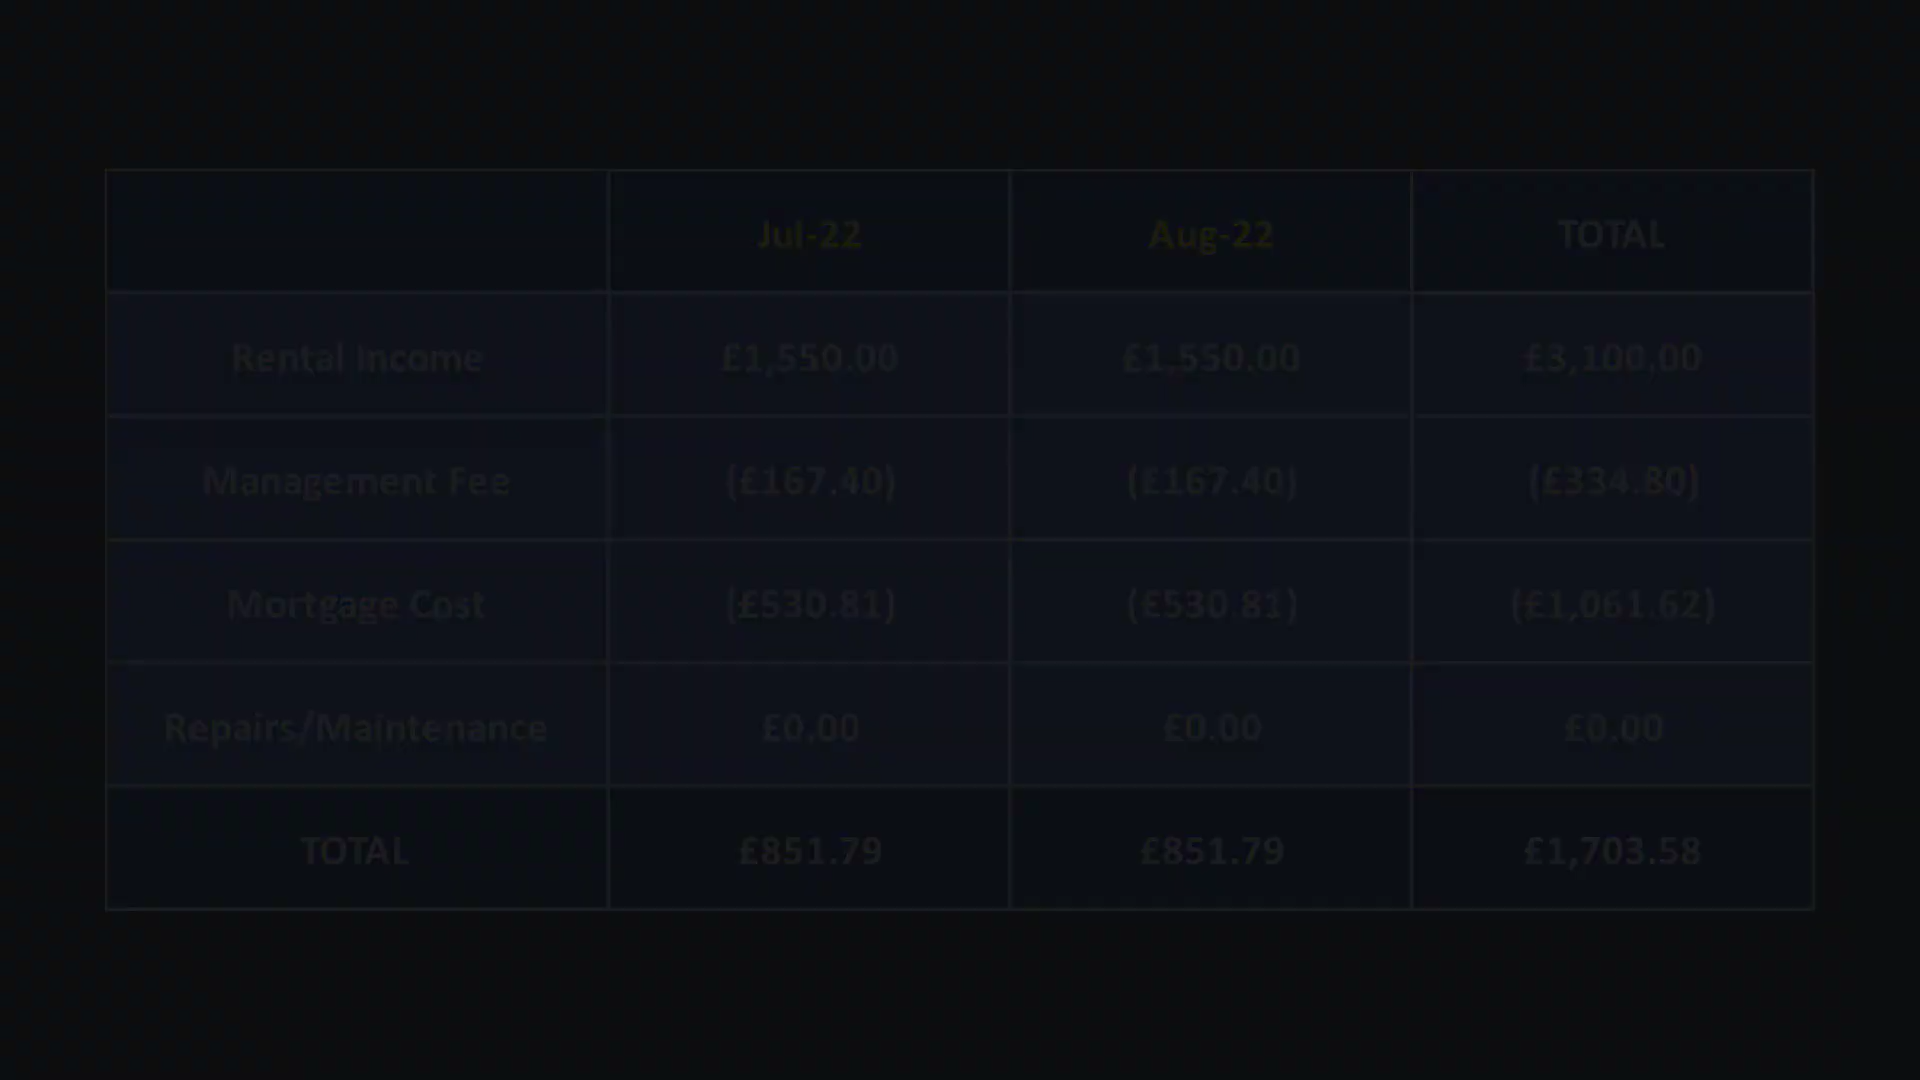 Jul-22 Aug-22 TOTAL
Rental Income £1,550.00 £1,550.00 £3,100.00
Management Fee (£167.40) (£167.40) (£334.80)
Mortgage Cost (£530.81) (£530.81) (£1,061.62)
Repairs/Maintenance £0.00 £0.00 £0.00
TOTAL £851.79 £851.79 £1,703.58